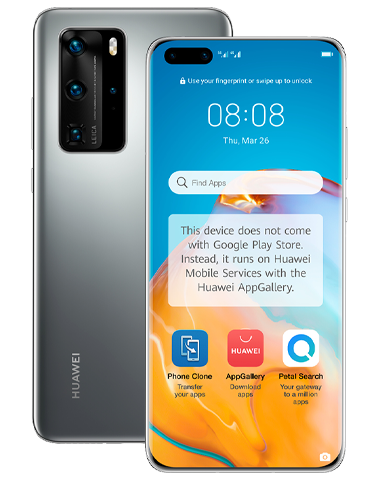 LEICA
HUAWEI
Use your fingerprint or swipe up to unlock
08:08
Thu, Mar 26
Find Apps
This device does not come
with Google Play Store.
Instead, it runs on Huawei
Mobile Services with the
Huawei AppGallery.
HUAWEI
Phone Clone
AppGallery
Petal Search
Transfer
your apps
Download
apps
Your gateway
to a million
apps